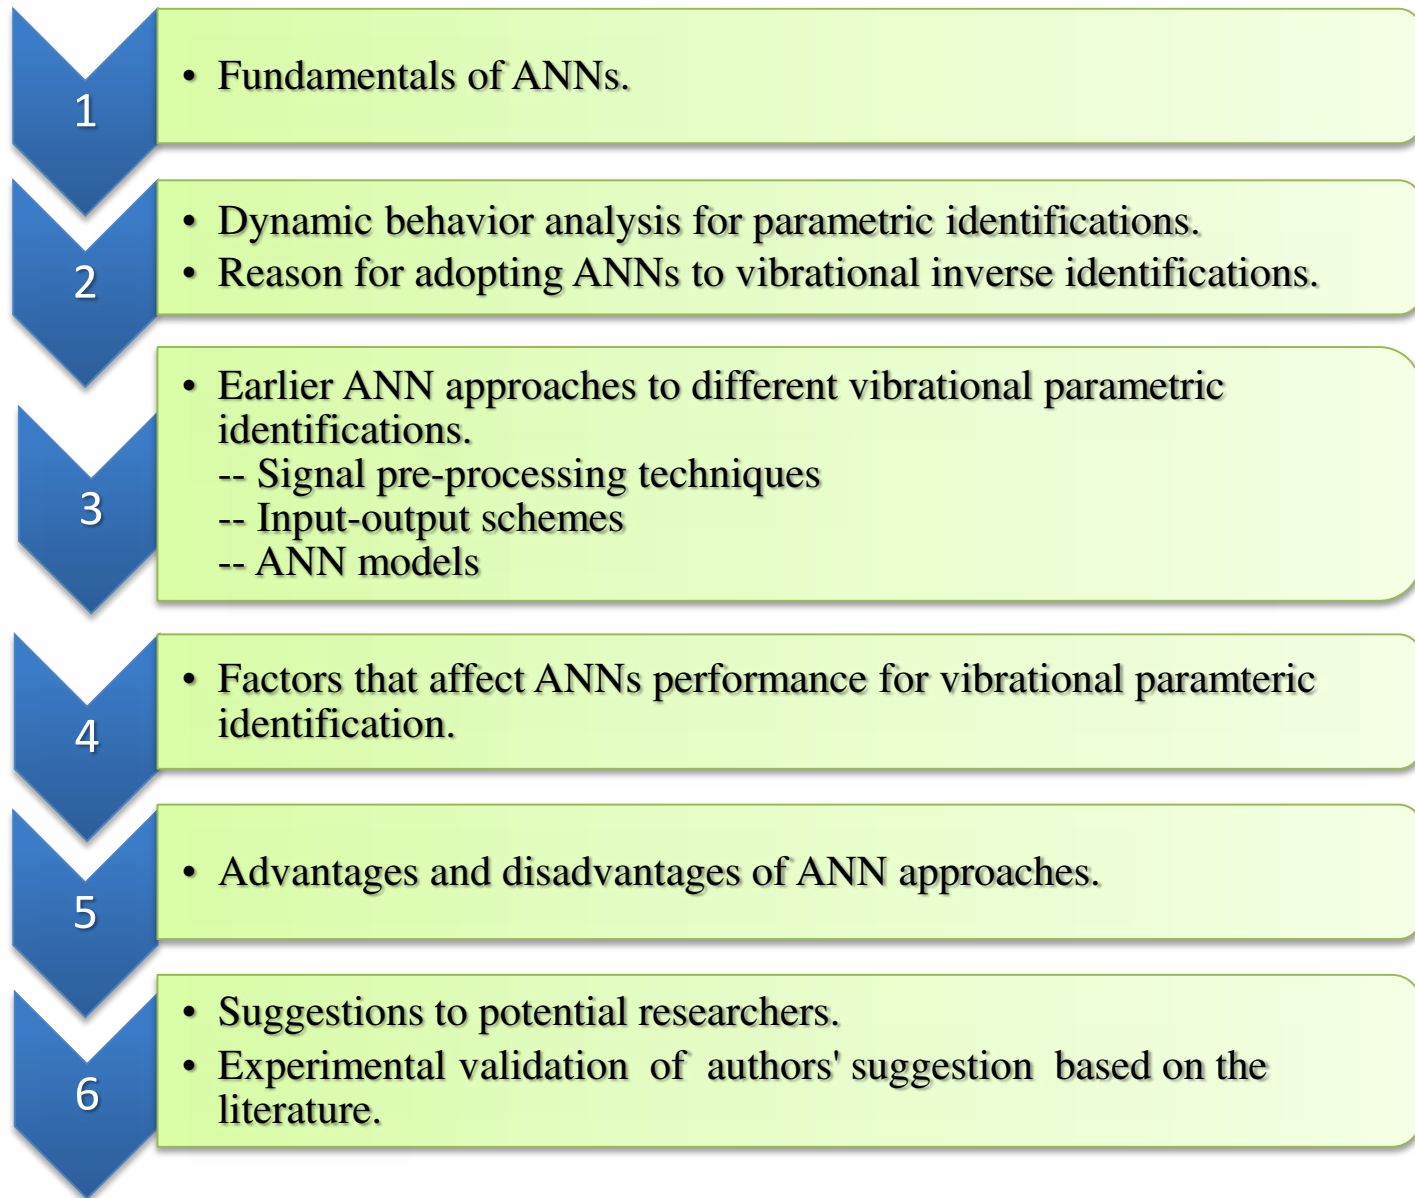 1
• Fundamentals of ANNs.
2
• Dynamic behavior analysis for parametric identifications.
• Reason for adopting ANNs to vibrational inverse identifications.
3
• Earlier ANN approaches to different vibrational parametric
identifications.
-- Signal pre-processing techniques
-- Input-output schemes
-- ANN models
4
• Factors that affect ANNs performance for vibrational paramteric
identification.
5
• Advantages and disadvantages of ANN approaches.
6
• Suggestions to potential researchers.
• Experimental validation of authors' suggestion based on the
literature.